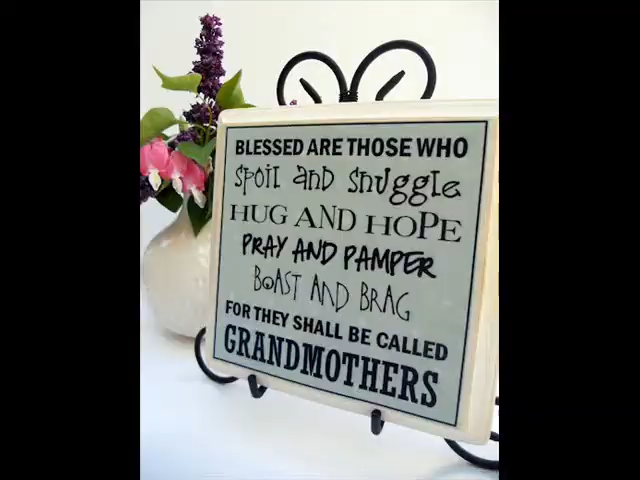 BLESSED ARE THOSE WHO
spoil and snuggle
HUG AND HOPE
PRAY AND PAMPER
BOAST AND BRAG
FOR THEY SHALL BE CALLED
GRANDMOTHERS